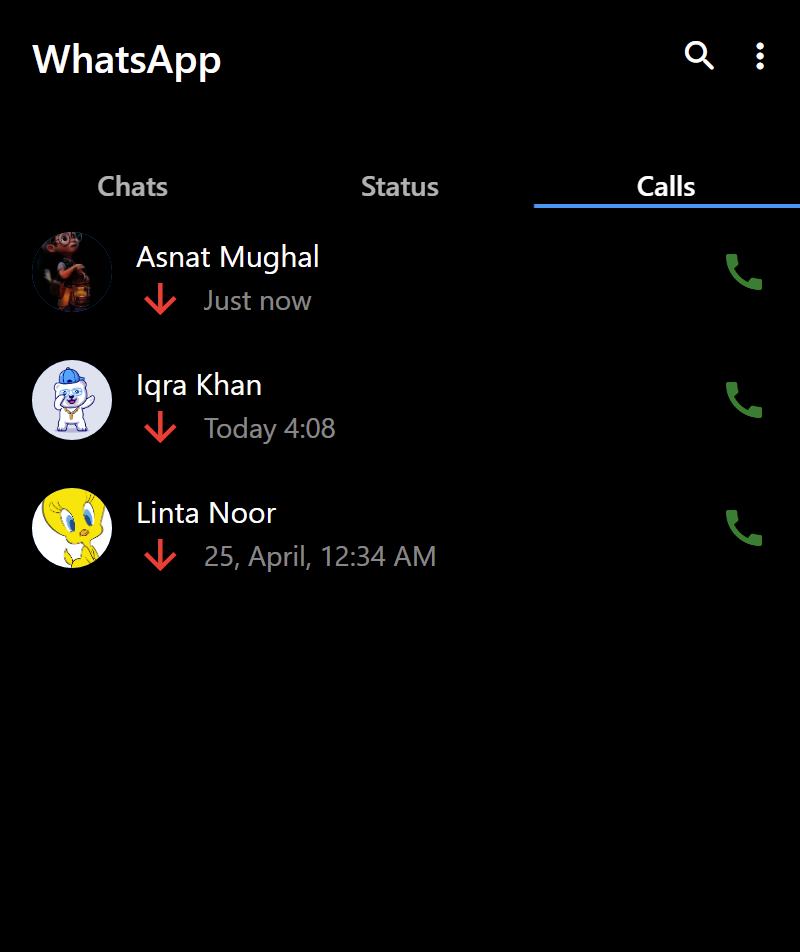 WhatsApp
Chats Status Calls
Asnat Mughal
Just now
Iqra Khan
Today 4:08
Linta Noor
25, April, 12:34 AM